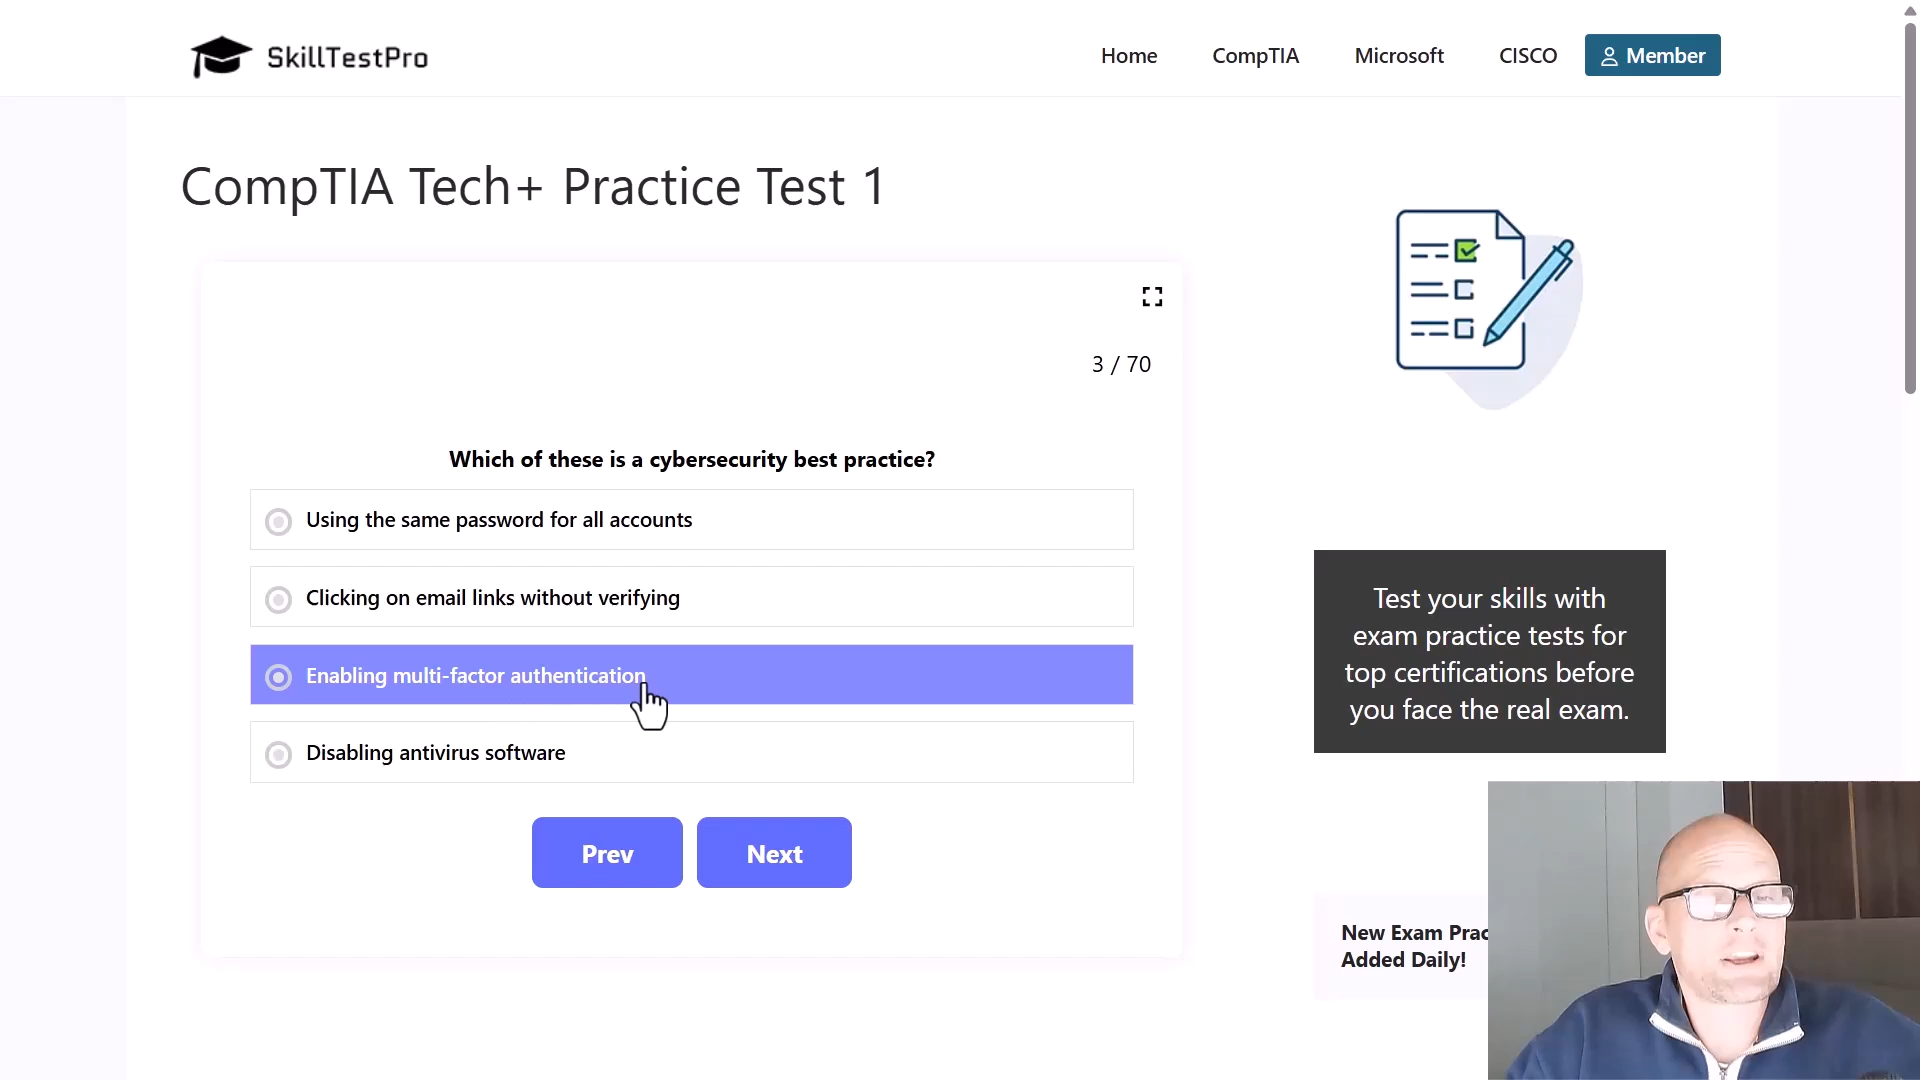 SkillTestPro
Home
CompTIA
Microsoft
CISCO
Member
CompTIA Tech+ Practice Test 1
3 / 70
Which of these is a cybersecurity best practice?
Using the same password for all accounts
Clicking on email links without verifying
Enabling multi-factor authentication
Disabling antivirus software
Prev
Next
Test your skills with
exam practice tests for
top certifications before
you face the real exam.
New Exam Prac
Added Daily!